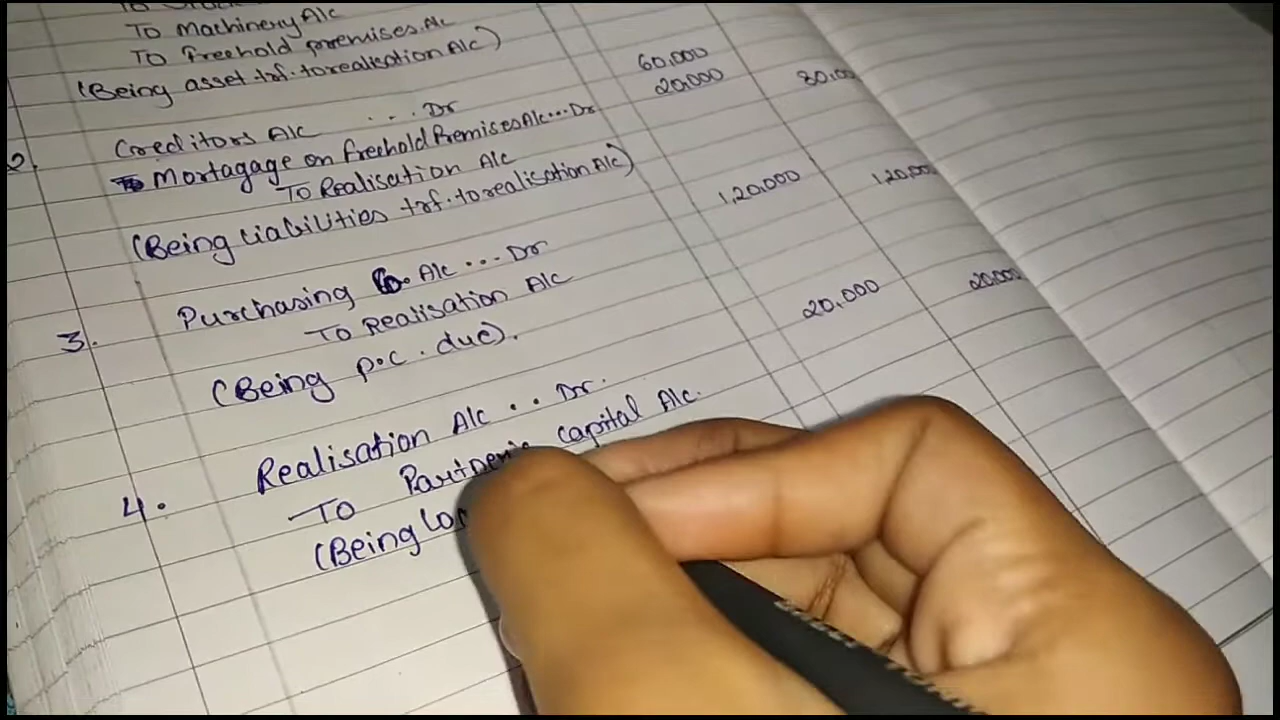 To Machinery A/c
To freehold premises A/c
(Being asset trf. to realisation A/c)
2. Creditors A/c ... Dr 60,000
Mortagage on freehold Premises A/c... Dr 20,000
To Realisation A/c 80,00
(Being liabilities trf. to realisation A/c)
3. Purchasing Co. A/c ... Dr 1,20,000
To Realisation A/c 1,20,000
(Being p.c. due).
4. Realisation A/c .. Dr. 20,000
To Partner's capital A/c. 20,000
(Being